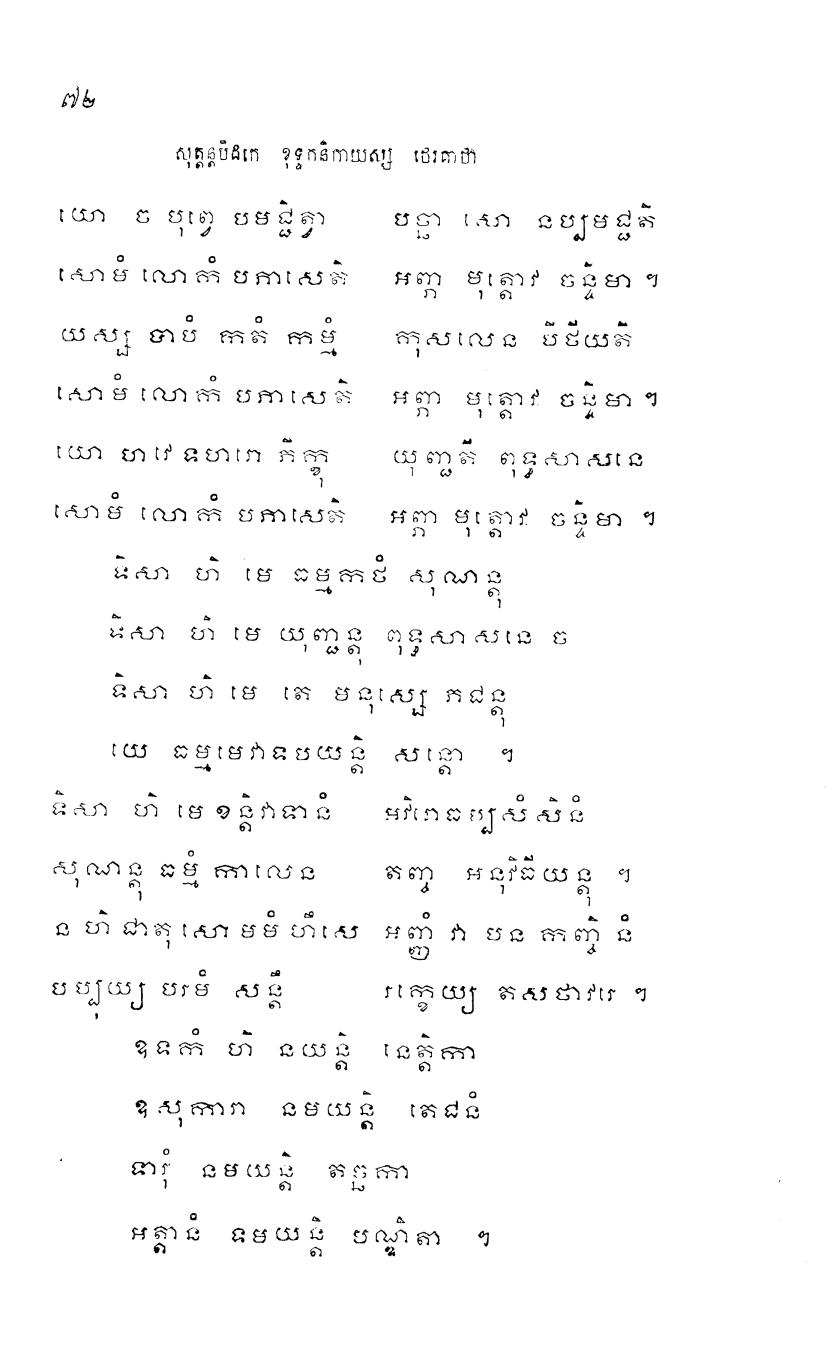 ៧២
សុត្តន្តបិដកេ ខុទ្ទកនិកាយស្ស ថេរគាថា
យោ ច បុព្វេ បមជ្ជិត្វា បច្ឆា សោ នប្បមជ្ជតិ
សោមំ លោកំ បភាសេតិ អព្ភា មុត្តោវ ចន្ទិមា ។
យស្ស បាបំ កតំ កម្មំ កុសលេន បិថីយតិ
សោមំ លោកំ បភាសេតិ អព្ភា មុត្តោវ ចន្ទិមា ។
យោ ហវេ ទហរោ ភិក្ខុ យុញ្ជតិ ពុទ្ធសាសនេ
សោមំ លោកំ បភាសេតិ អព្ភា មុត្តោវ ចន្ទិមា ។
ទិសា ហិ មេ ធម្មកថំ សុណន្តុ
ទិសា ហិ មេ យុញ្ជន្តុ ពុទ្ធសាសនេ ច
ទិសា ហិ មេ តេ មនុស្សេ ភជន្តុ
យេ ធម្មមេវាទបយន្តិ សន្តោ ។
ទិសា ហិ មេ ខន្តិវាទានំ អវិរោធប្បសំសិនំ
សុណន្តុ ធម្មំ កាលេន តញ្ច អនុវិធីយន្តុ ។
ន ហិ ជាតុ សោ មមំ ហឹសេ អញ្ញំ វា បន កញ្ចិ នំ
បប្បុយ្យ បរមំ សន្តឹ រក្ខេយ្យ តសថាវរេ ។
ឧទកំ ហិ នយន្តិ នេត្តិកា
ឧសុការា នមយន្តិ តេជនំ
ទារុំ នមយន្តិ តច្ឆកា
អត្តានំ ទមយន្តិ បណ្ឌិតា ។